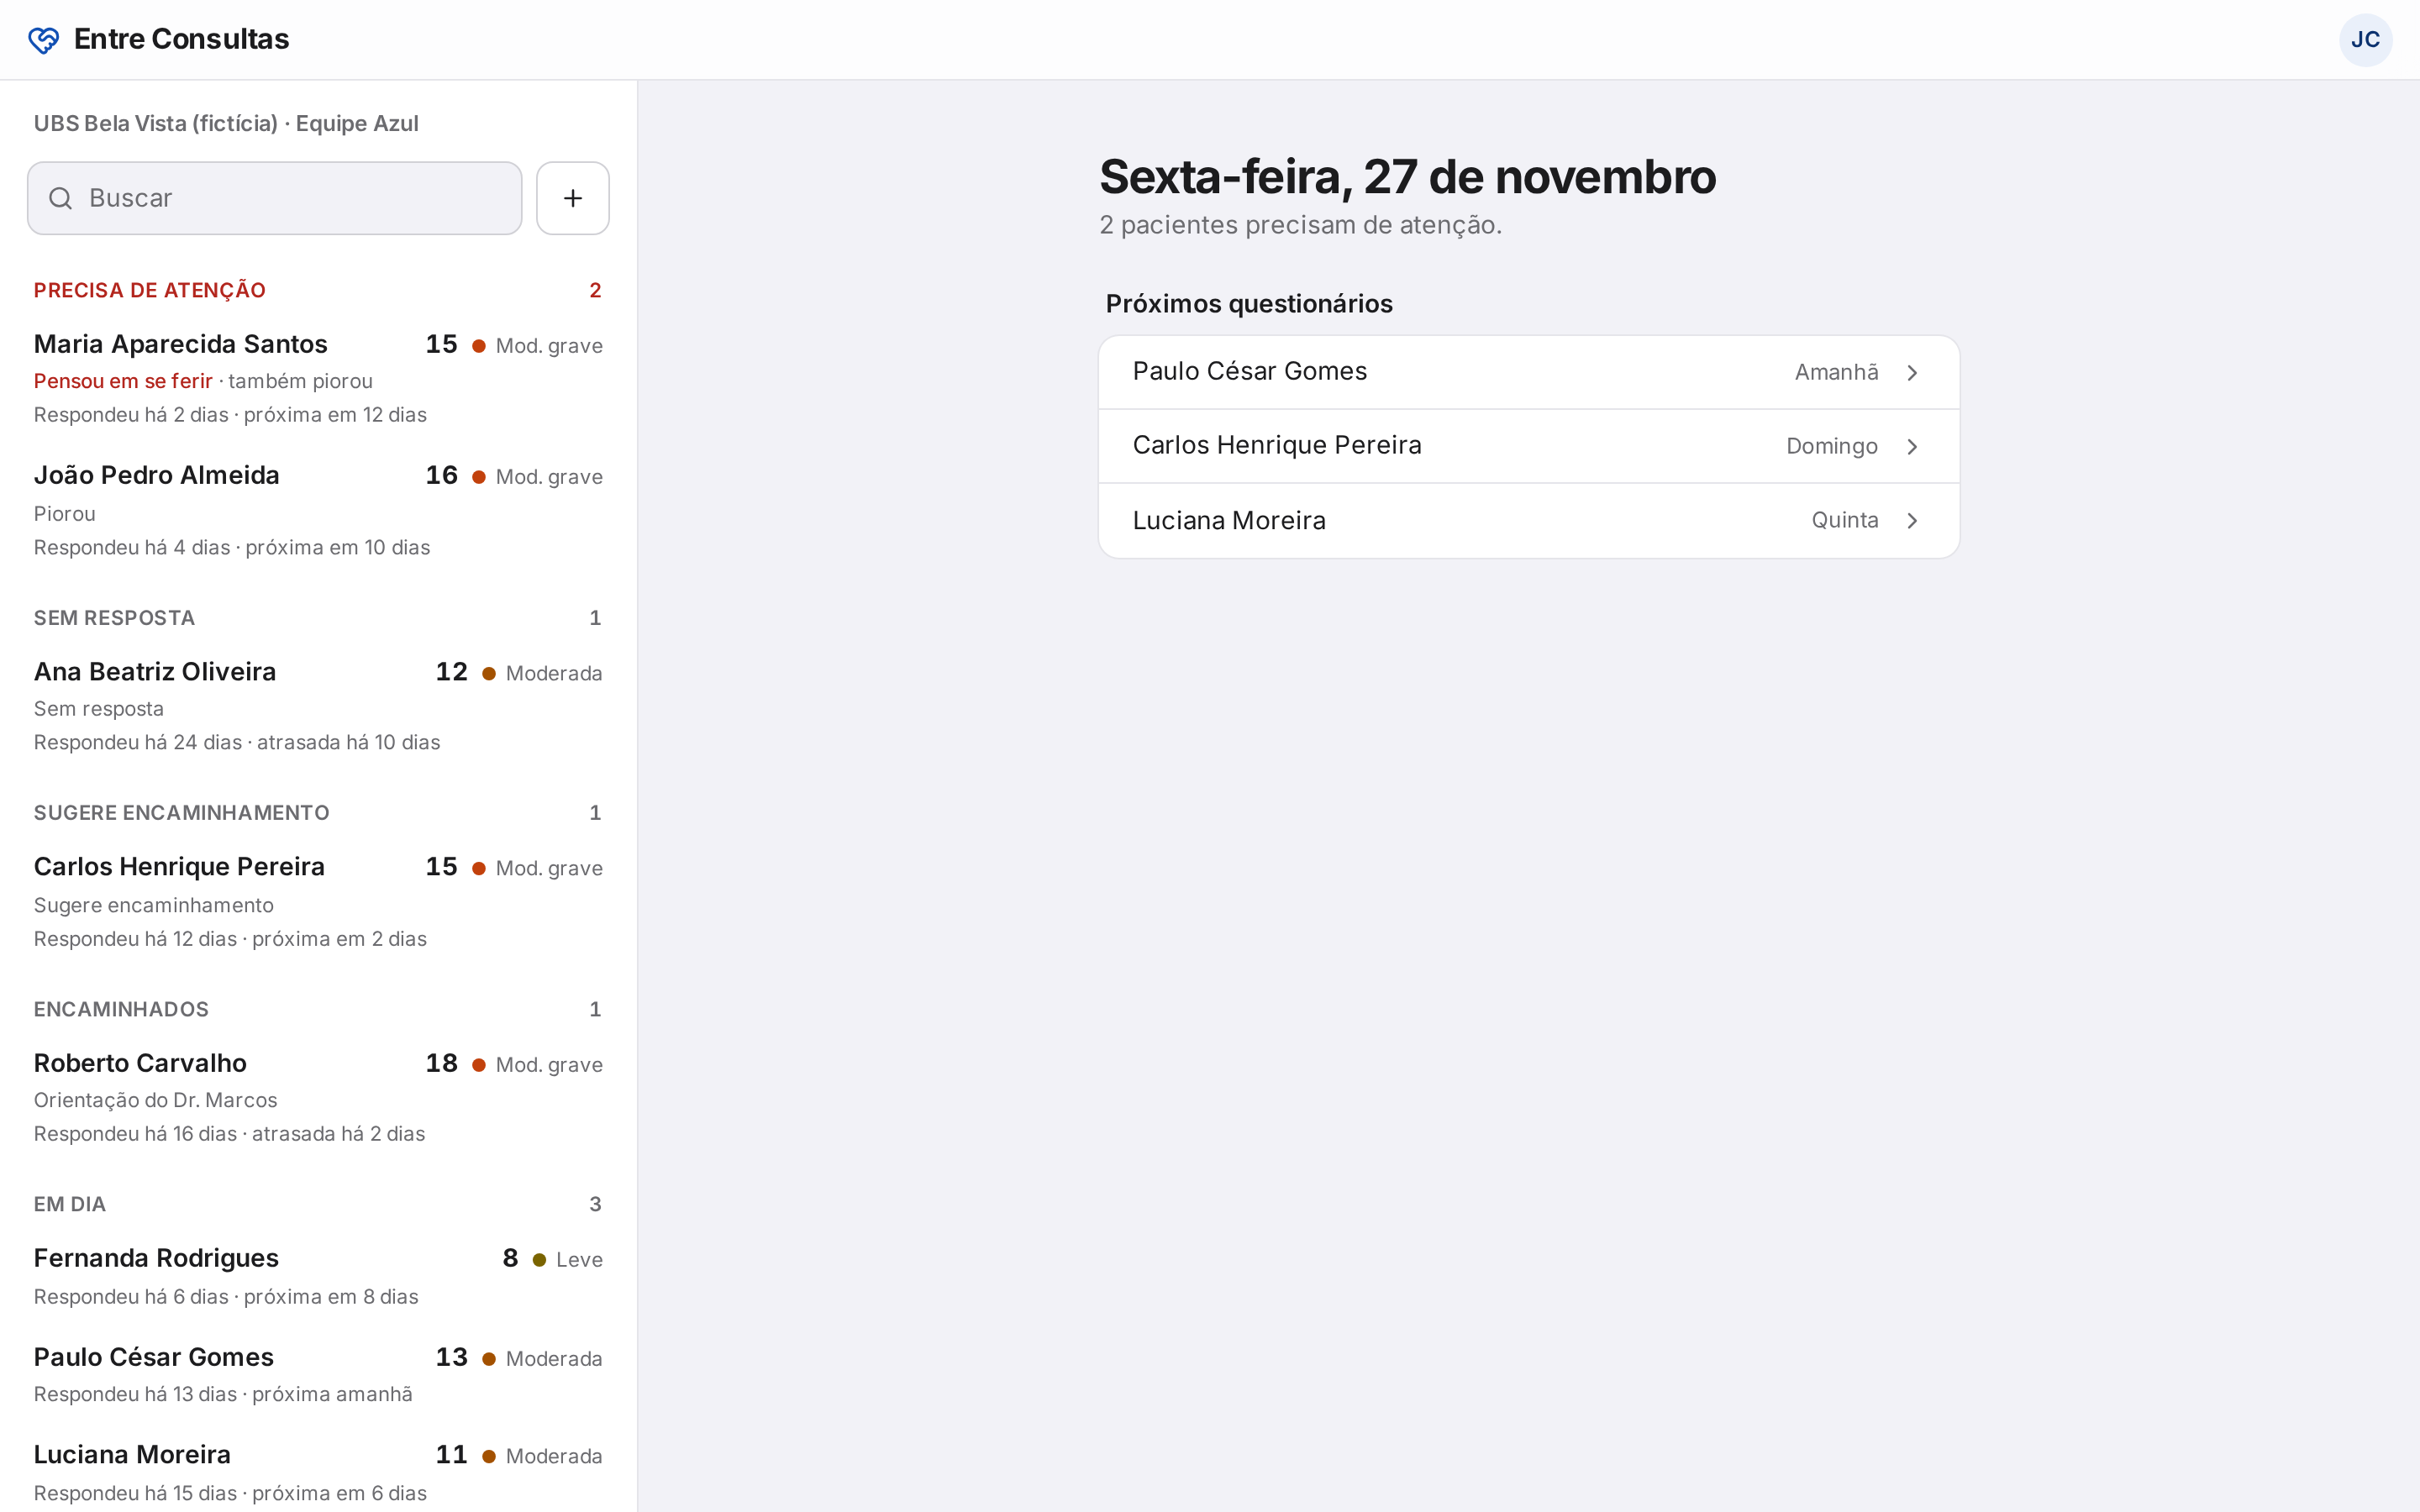 Entre Consultas
JC
UBS Bela Vista (fictícia) · Equipe Azul
Buscar
+
PRECISA DE ATENÇÃO 2
Maria Aparecida Santos 15 Mod. grave
Pensou em se ferir · também piorou
Respondeu há 2 dias · próxima em 12 dias
João Pedro Almeida 16 Mod. grave
Piorou
Respondeu há 4 dias · próxima em 10 dias
SEM RESPOSTA 1
Ana Beatriz Oliveira 12 Moderada
Sem resposta
Respondeu há 24 dias · atrasada há 10 dias
SUGERE ENCAMINHAMENTO 1
Carlos Henrique Pereira 15 Mod. grave
Sugere encaminhamento
Respondeu há 12 dias · próxima em 2 dias
ENCAMINHADOS 1
Roberto Carvalho 18 Mod. grave
Orientação do Dr. Marcos
Respondeu há 16 dias · atrasada há 2 dias
EM DIA 3
Fernanda Rodrigues 8 Leve
Respondeu há 6 dias · próxima em 8 dias
Paulo César Gomes 13 Moderada
Respondeu há 13 dias · próxima amanhã
Luciana Moreira 11 Moderada
Respondeu há 15 dias · próxima em 6 dias
Sexta-feira, 27 de novembro
2 pacientes precisam de atenção.
Próximos questionários
Paulo César Gomes Amanhã
Carlos Henrique Pereira Domingo
Luciana Moreira Quinta